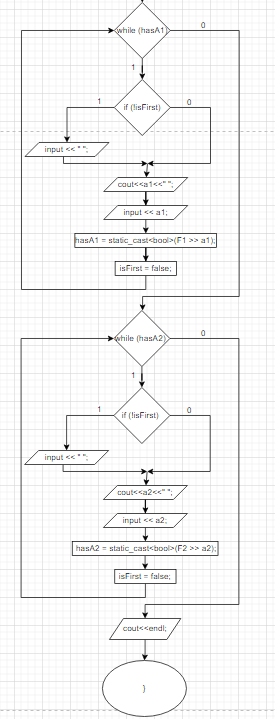 while (hasA1)
0
1
if (!isFirst)
1
0
input << " ";
cout<<a1<<" ";
input << a1;
hasA1 = static_cast<bool>(F1 >> a1);
isFirst = false;
while (hasA2)
0
1
if (!isFirst)
1
0
input << " ";
cout<<a2<<" ";
input << a2;
hasA2 = static_cast<bool>(F2 >> a2);
isFirst = false;
cout<<endl;
}